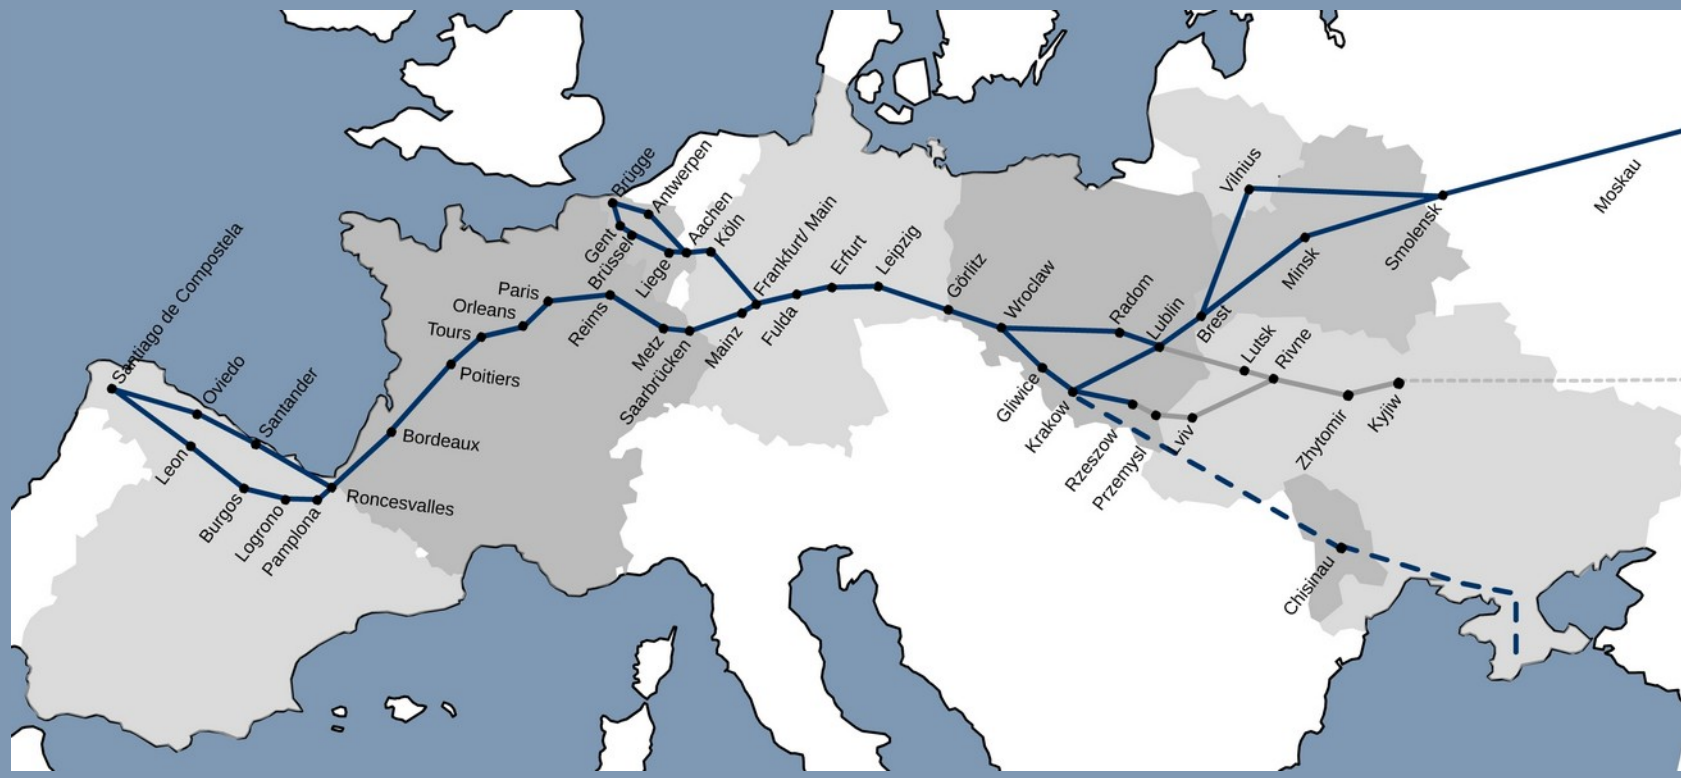 Santiago de Compostela
Oviedo
Santander
Leon
Burgos
Logrono
Pamplona
Roncesvalles
Bordeaux
Poitiers
Tours
Orleans
Paris
Reims
Metz
Saarbrücken
Mainz
Brügge
Antwerpen
Gent
Brüssel
Liege
Aachen
Köln
Frankfurt/ Main
Fulda
Erfurt
Leipzig
Görlitz
Wroclaw
Radom
Lublin
Gliwice
Krakow
Rzeszow
Przemysl
Lviv
Brest
Lutsk
Rivne
Zhytomir
Kyjiw
Vilnius
Minsk
Smolensk
Moskau
Chisinau